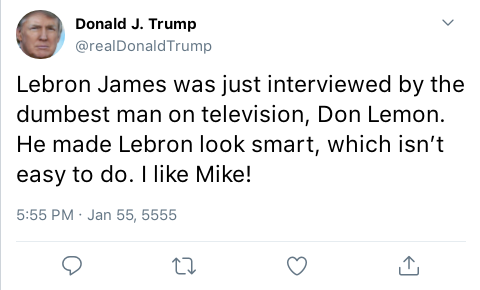 Donald J. Trump
@realDonaldTrump
Lebron James was just interviewed by the
dumbest man on television, Don Lemon.
He made Lebron look smart, which isn’t
easy to do. I like Mike!
5:55 PM · Jan 55, 5555